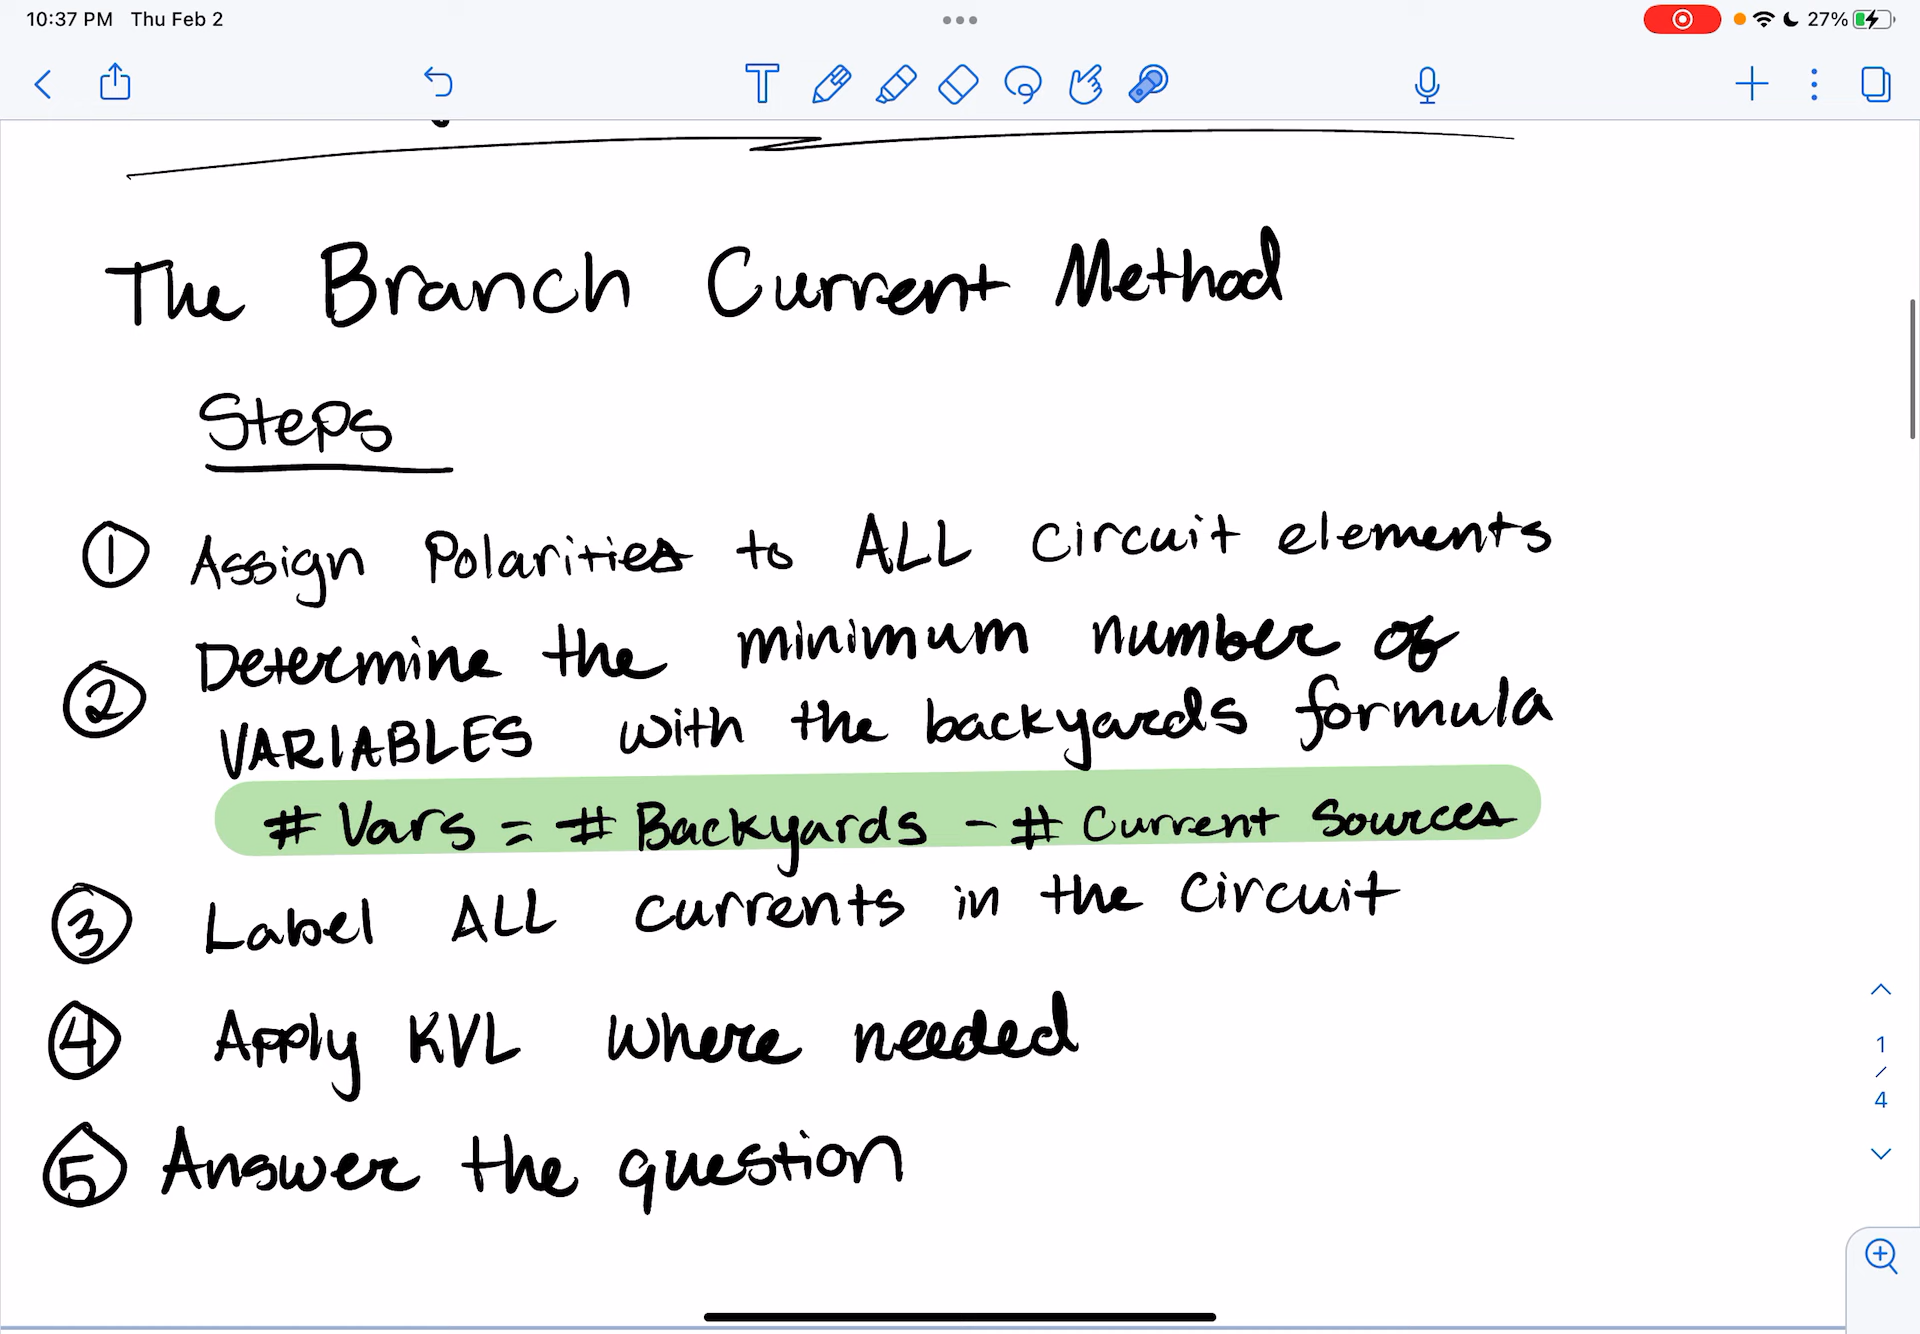 10:37 PM Thu Feb 2
27%
The Branch Current Method
Steps
① Assign Polarities to ALL circuit elements
② Determine the minimum number of
VARIABLES with the backyards formula
# Vars = # Backyards - # Current Sources
③ Label ALL currents in the circuit
④ Apply KVL where needed
⑤ Answer the question
1
/
4